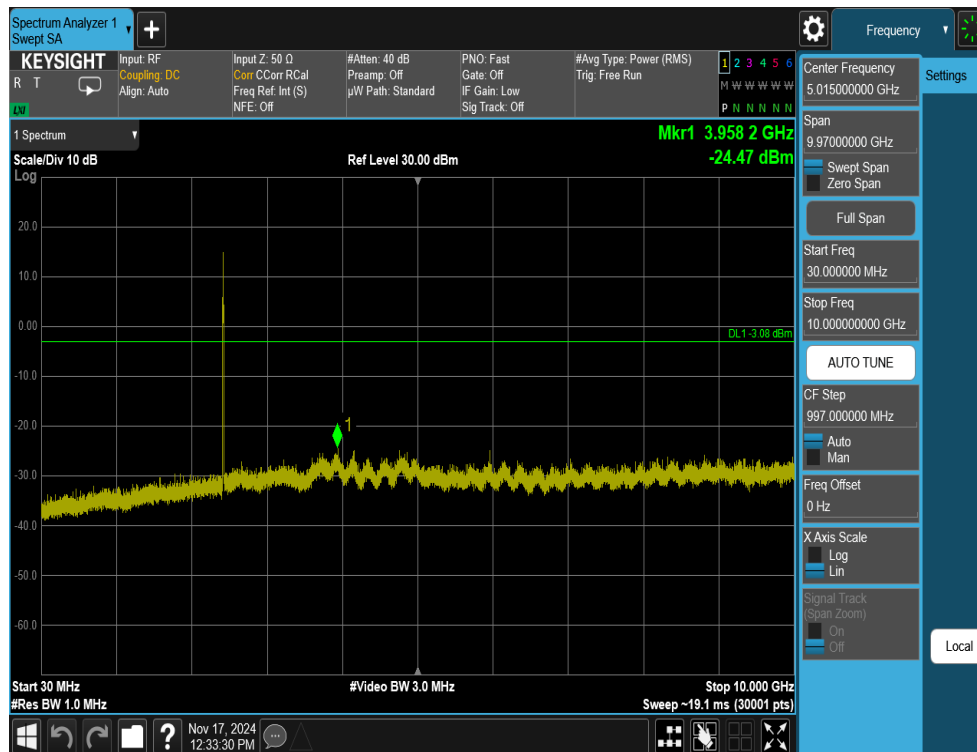 Spectrum Analyzer 1
Swept SA
+
Frequency
KEYSIGHT
R T
LXI
Input: RF
Coupling: DC
Align: Auto
Input Z: 50 Ω
Corr CCorr RCal
Freq Ref: Int (S)
NFE: Off
#Atten: 40 dB
Preamp: Off
µW Path: Standard
PNO: Fast
Gate: Off
IF Gain: Low
Sig Track: Off
#Avg Type: Power (RMS)
Trig: Free Run
1 2 3 4 5 6
M W W W W W
P N N N N N
1 Spectrum
Scale/Div 10 dB
Log
Ref Level 30.00 dBm
Mkr1 3.958 2 GHz
-24.47 dBm
20.0
10.0
0.00
-10.0
-20.0
-30.0
-40.0
-50.0
-60.0
DL1 -3.08 dBm
1
Start 30 MHz
#Res BW 1.0 MHz
#Video BW 3.0 MHz
Stop 10.000 GHz
Sweep ~19.1 ms (30001 pts)
Center Frequency
5.015000000 GHz
Span
9.97000000 GHz
Swept Span
Zero Span
Full Span
Start Freq
30.000000 MHz
Stop Freq
10.000000000 GHz
AUTO TUNE
CF Step
997.000000 MHz
Auto
Man
Freq Offset
0 Hz
X Axis Scale
Log
Lin
Signal Track
(Span Zoom)
On
Off
Settings
Local
?
Nov 17, 2024
12:33:30 PM